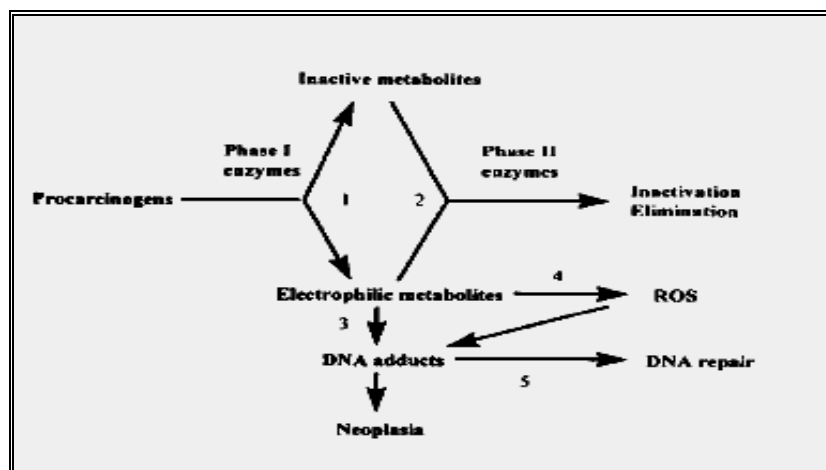 Inactive metabolites
Phase I
enzymes
Phase II
enzymes
Procarcinogens
1
2
Inactivation
Elimination
Electrophilic metabolites
4
ROS
3
DNA adducts
5
DNA repair
Neoplasia